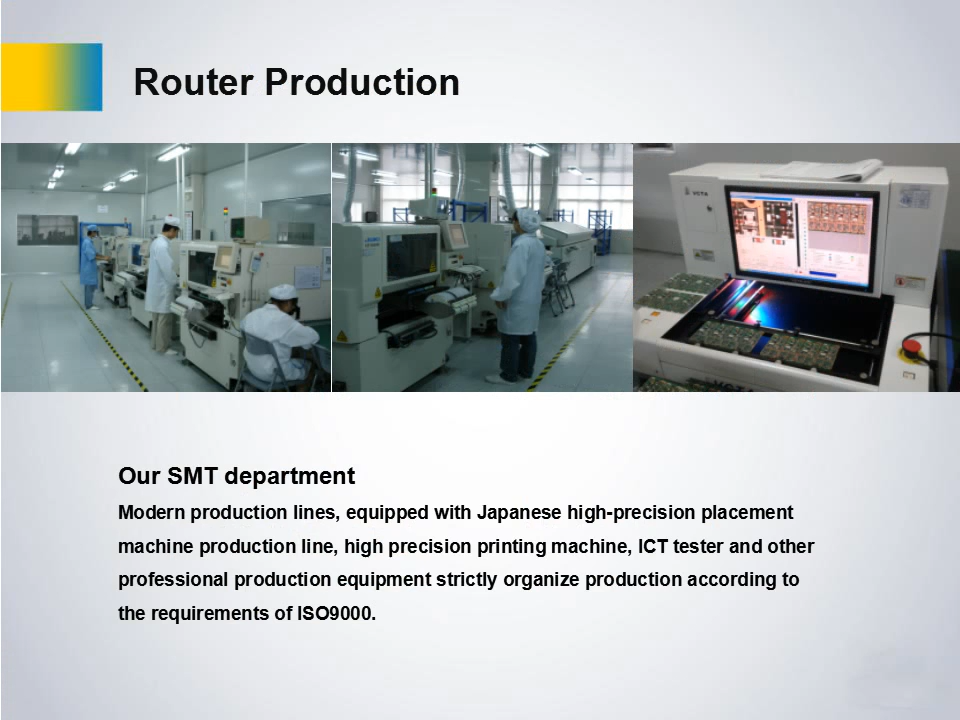 Router Production
VCTA
Our SMT department
Modern production lines, equipped with Japanese high-precision placement
machine production line, high precision printing machine, ICT tester and other
professional production equipment strictly organize production according to
the requirements of ISO9000.